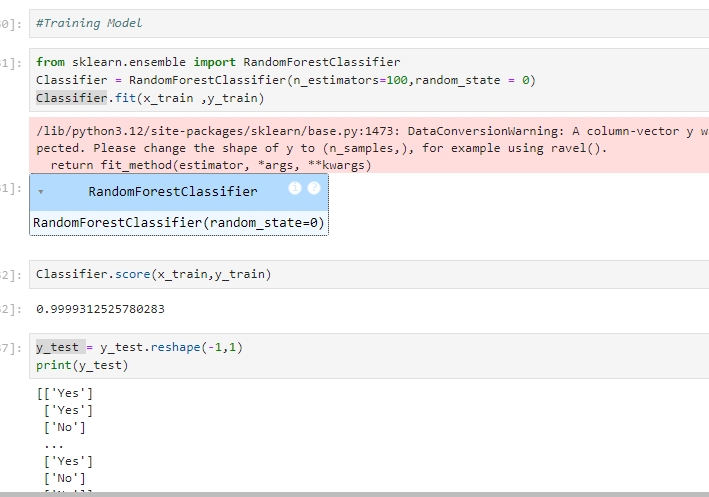 0]:
#Training Model
1]:
from sklearn.ensemble import RandomForestClassifier
Classifier = RandomForestClassifier(n_estimators=100,random_state = 0)
Classifier.fit(x_train ,y_train)
/lib/python3.12/site-packages/sklearn/base.py:1473: DataConversionWarning: A column-vector y w
pected. Please change the shape of y to (n_samples,), for example using ravel().
return fit_method(estimator, *args, **kwargs)
1]:
RandomForestClassifier i ?
RandomForestClassifier(random_state=0)
2]:
Classifier.score(x_train,y_train)
2]:
0.9999312525780283
7]:
y_test = y_test.reshape(-1,1)
print(y_test)
[['Yes']
['Yes']
['No']
...
['Yes']
['No']